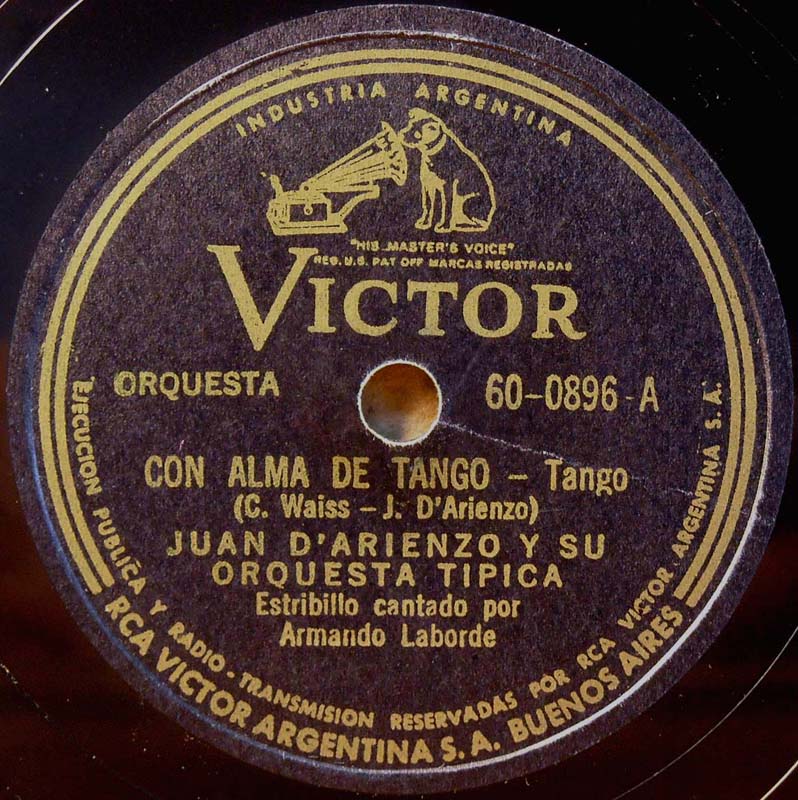 INDUSTRIA ARGENTINA
"HIS MASTER'S VOICE"
REG. U.S. PAT OFF MARCAS REGISTRADAS
VICTOR
ORQUESTA
60-0896-A
CON ALMA DE TANGO - Tango
(C. Waiss - J. D'Arienzo)
JUAN D'ARIENZO Y SU
ORQUESTA TIPICA
Estribillo cantado por
Armando Laborde
EJECUCION PUBLICA Y RADIO-TRANSMISION RESERVADAS POR RCA VICTOR ARGENTINA S.A.
RCA VICTOR ARGENTINA S.A. BUENOS AIRES